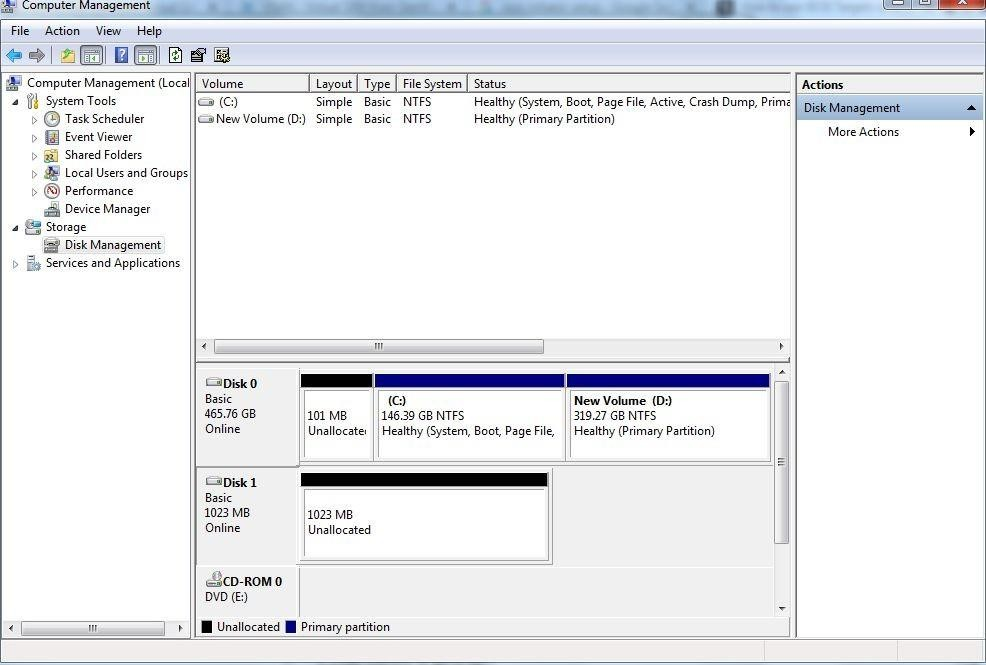 Computer Management
File Action View Help
Computer Management (Local
System Tools
Task Scheduler
Event Viewer
Shared Folders
Local Users and Groups
Performance
Device Manager
Storage
Disk Management
Services and Applications
Volume Layout Type File System Status
(C:) Simple Basic NTFS Healthy (System, Boot, Page File, Active, Crash Dump, Prima
New Volume (D:) Simple Basic NTFS Healthy (Primary Partition)
Disk 0
Basic
465.76 GB
Online
101 MB
Unallocate
(C:)
146.39 GB NTFS
Healthy (System, Boot, Page File,
New Volume (D:)
319.27 GB NTFS
Healthy (Primary Partition)
Disk 1
Basic
1023 MB
Online
1023 MB
Unallocated
CD-ROM 0
DVD (E:)
Unallocated Primary partition
Actions
Disk Management
More Actions